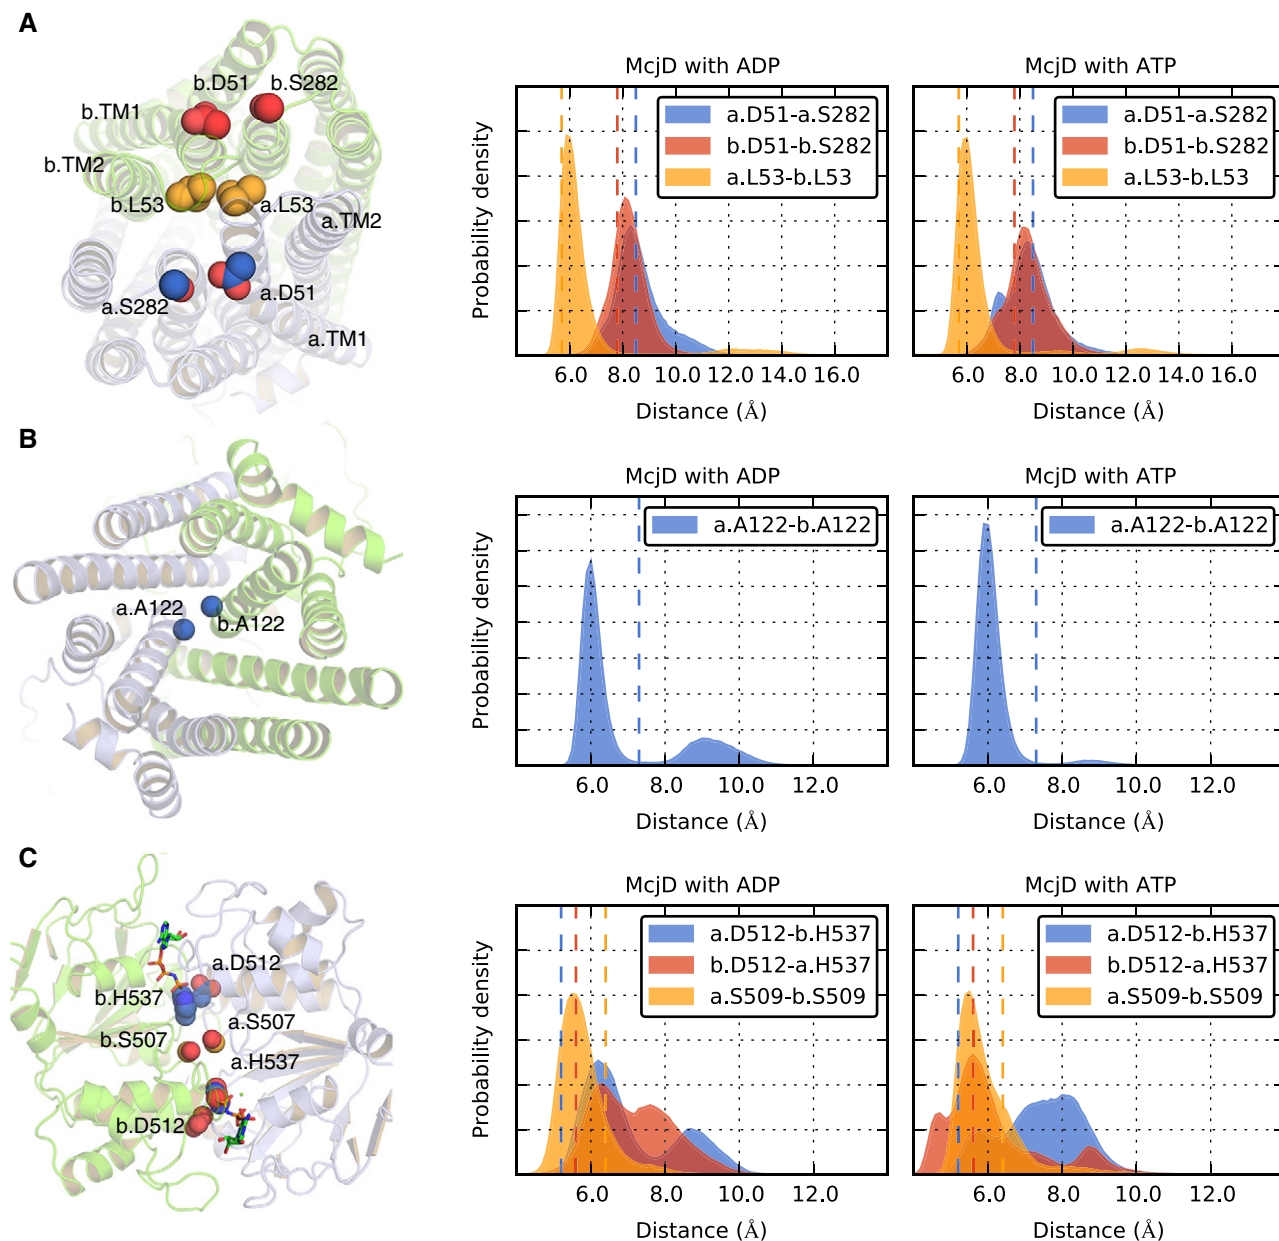 A
b.D51
b.S282
b.TM1
b.TM2
b.L53
a.L53
a.TM2
a.S282
a.D51
a.TM1
McjD with ADP
a.D51-a.S282
b.D51-b.S282
a.L53-b.L53
Probability density
6.0 8.0 10.0 12.0 14.0 16.0
Distance (Å)
McjD with ATP
a.D51-a.S282
b.D51-b.S282
a.L53-b.L53
6.0 8.0 10.0 12.0 14.0 16.0
Distance (Å)
B
a.A122
b.A122
McjD with ADP
a.A122-b.A122
Probability density
6.0 8.0 10.0 12.0
Distance (Å)
McjD with ATP
a.A122-b.A122
6.0 8.0 10.0 12.0
Distance (Å)
C
a.D512
b.H537
a.S507
b.S507
a.H537
b.D512
McjD with ADP
a.D512-b.H537
b.D512-a.H537
a.S509-b.S509
Probability density
6.0 8.0 10.0 12.0
Distance (Å)
McjD with ATP
a.D512-b.H537
b.D512-a.H537
a.S509-b.S509
6.0 8.0 10.0 12.0
Distance (Å)